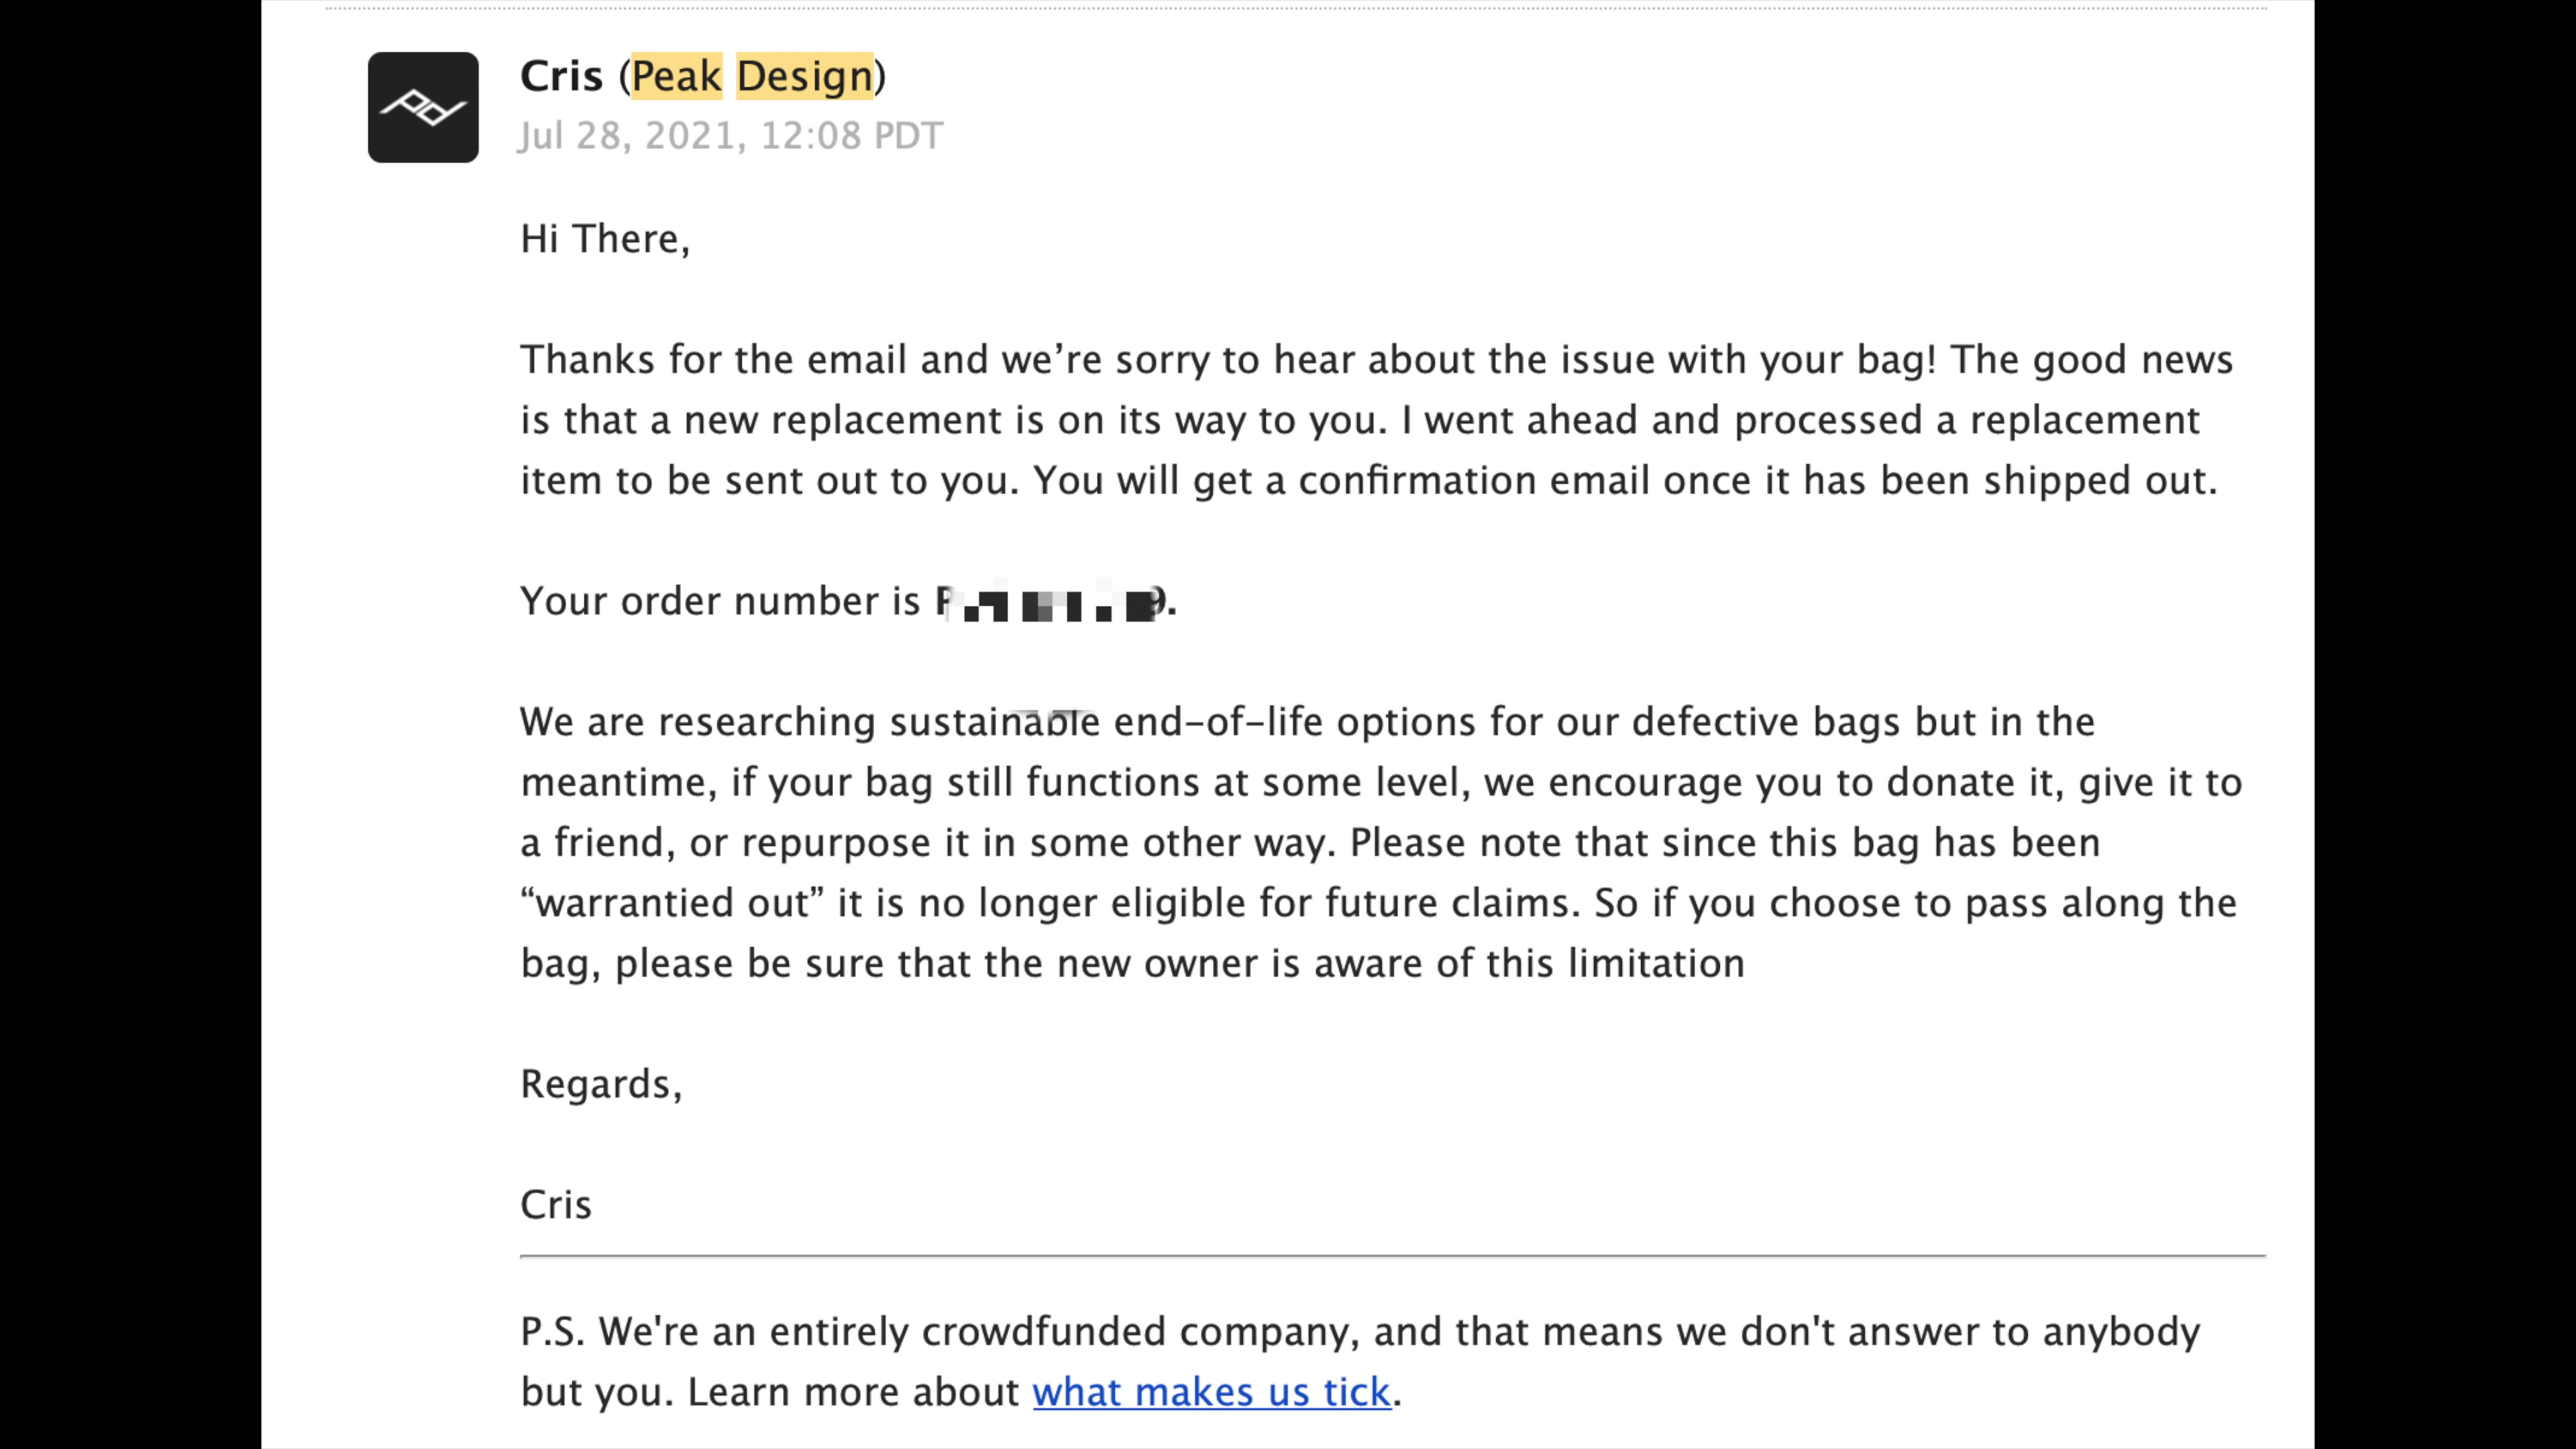 Cris (Peak Design)
Jul 28, 2021, 12:08 PDT
Hi There,
Thanks for the email and we’re sorry to hear about the issue with your bag! The good news
is that a new replacement is on its way to you. I went ahead and processed a replacement
item to be sent out to you. You will get a confirmation email once it has been shipped out.
Your order number is
We are researching sustainable end-of-life options for our defective bags but in the
meantime, if your bag still functions at some level, we encourage you to donate it, give it to
a friend, or repurpose it in some other way. Please note that since this bag has been
“warrantied out” it is no longer eligible for future claims. So if you choose to pass along the
bag, please be sure that the new owner is aware of this limitation
Regards,
Cris
P.S. We're an entirely crowdfunded company, and that means we don't answer to anybody
but you. Learn more about what makes us tick.